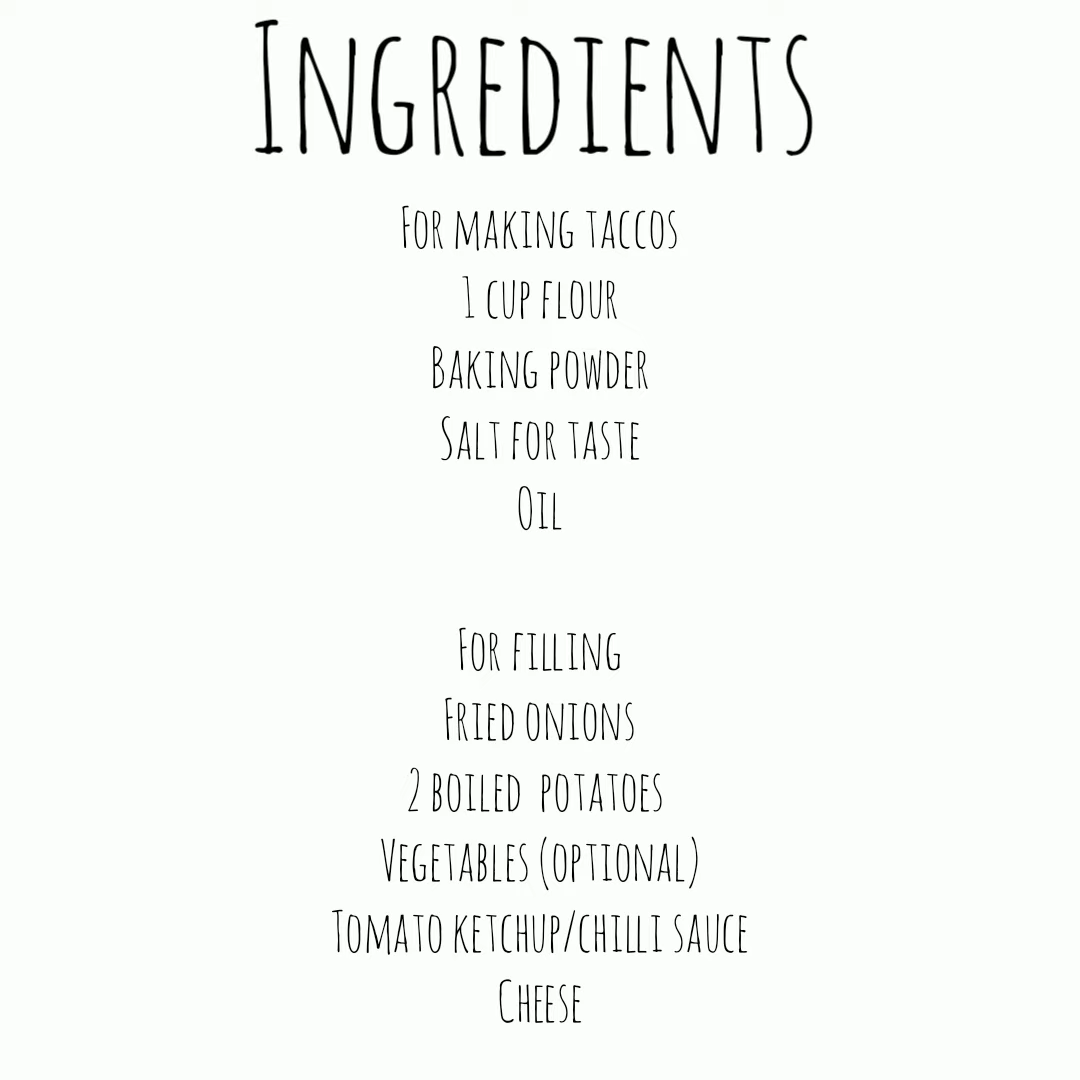 Ingredients
For making taccos
1 cup flour
Baking powder
Salt for taste
Oil
For filling
Fried onions
2 boiled potatoes
Vegetables (optional)
Tomato ketchup/chilli sauce
Cheese